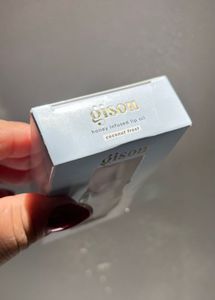 gisou
honey infused lip oil
coconut frost
gisou